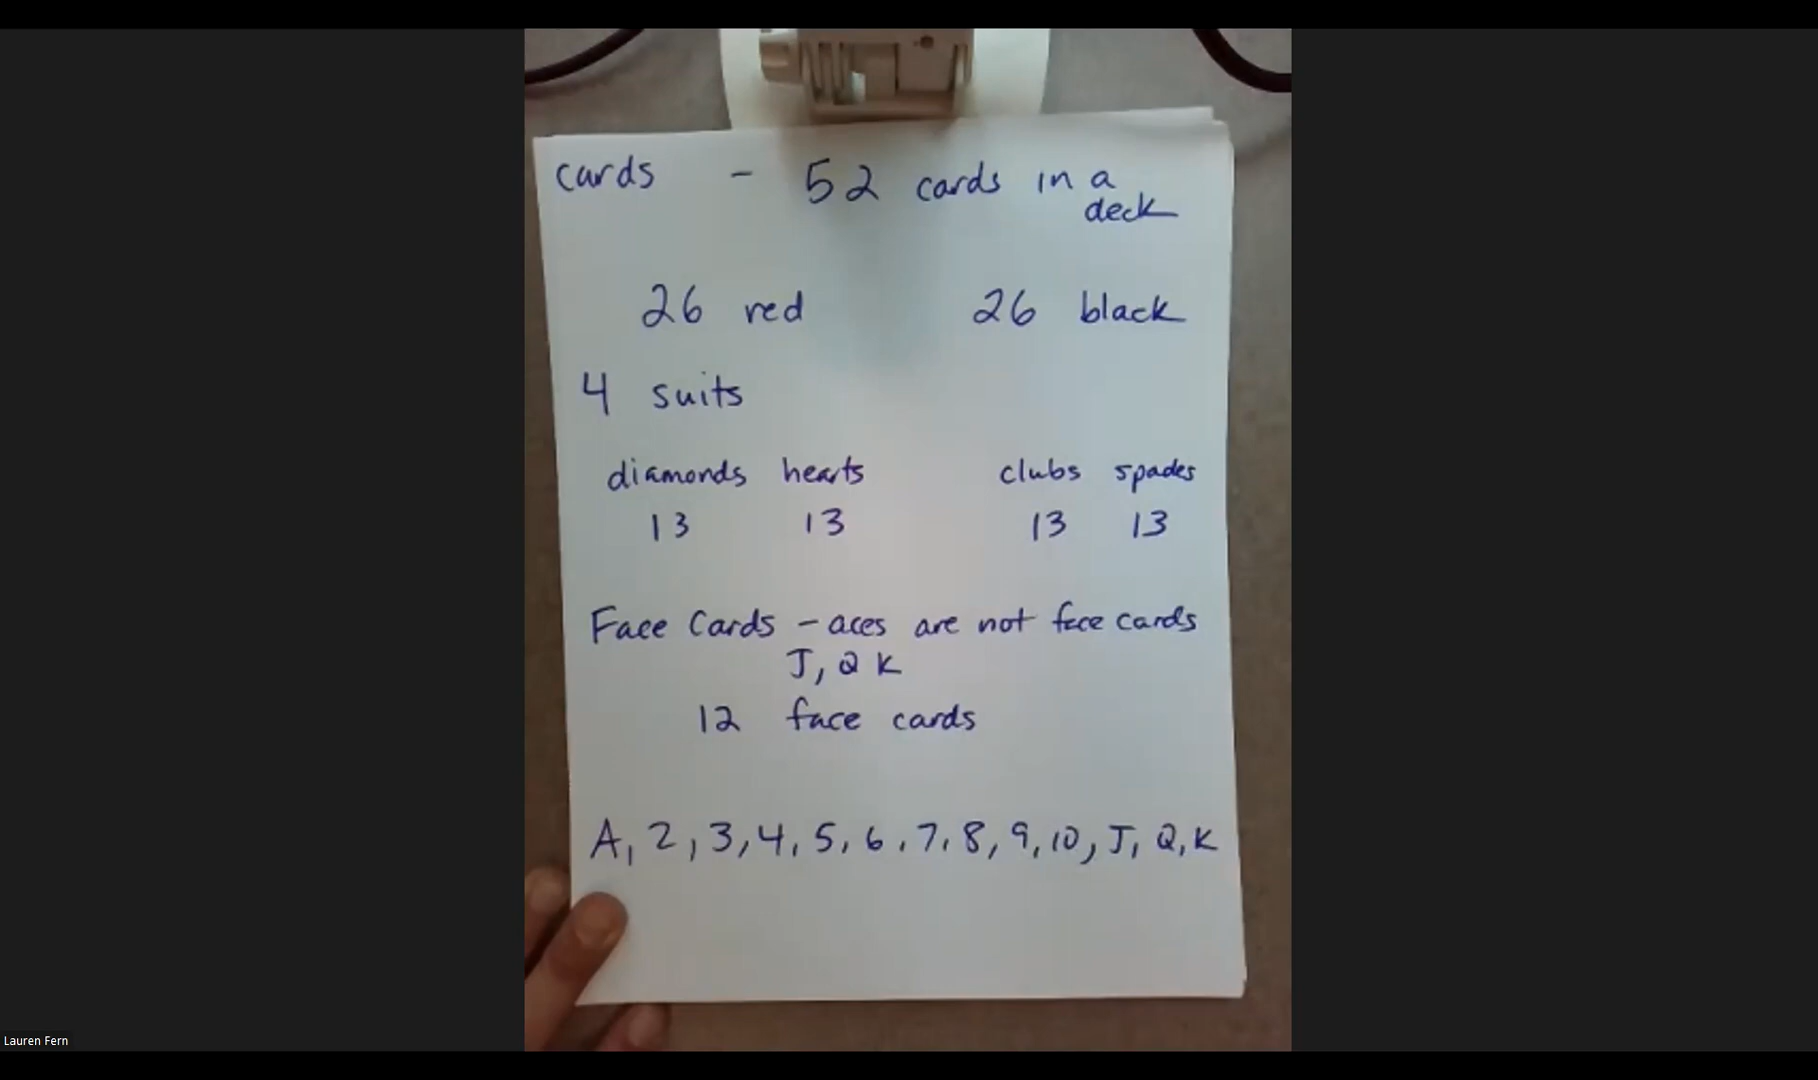 cards - 52 cards in a
deck
26 red 26 black
4 suits
diamonds hearts clubs spades
13 13 13 13
Face Cards - aces are not face cards
J, Q K
12 face cards
A, 2, 3, 4, 5, 6, 7, 8, 9, 10, J, Q, K
Lauren Fern